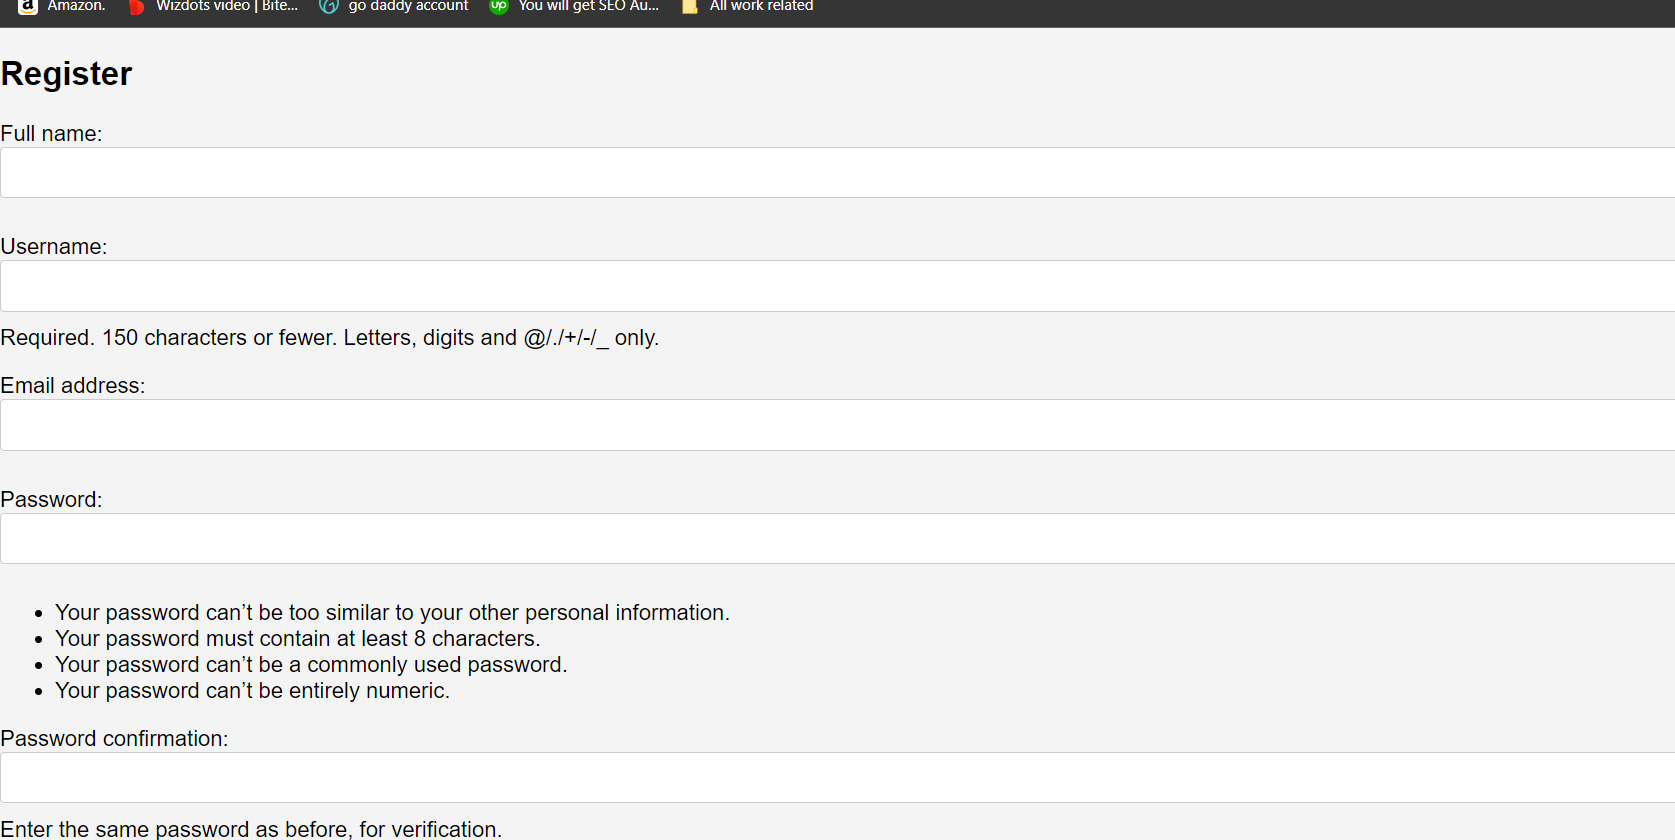 Amazon. Wizdots video | Bite... go daddy account up You will get SEO Au... All work related
Register
Full name:
Username:
Required. 150 characters or fewer. Letters, digits and @/./+/-/_ only.
Email address:
Password:
• Your password can’t be too similar to your other personal information.
• Your password must contain at least 8 characters.
• Your password can’t be a commonly used password.
• Your password can’t be entirely numeric.
Password confirmation:
Enter the same password as before, for verification.